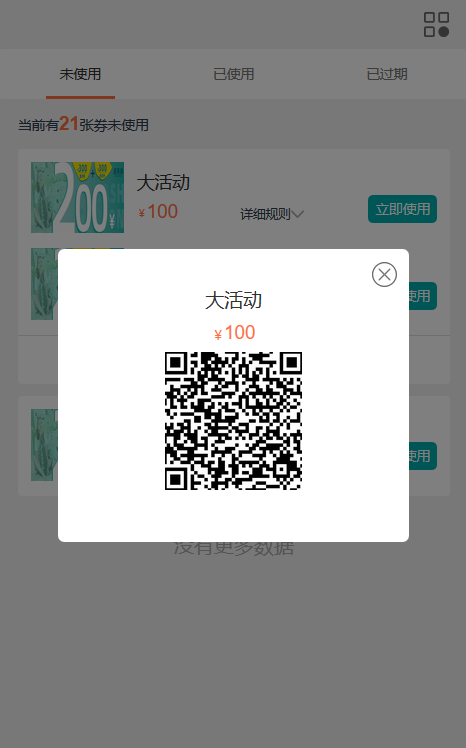 未使用 已使用 已过期
当前有21张券未使用
200¥
大活动
¥100 详细规则 立即使用
使用
大活动
¥100
使用
没有更多数据